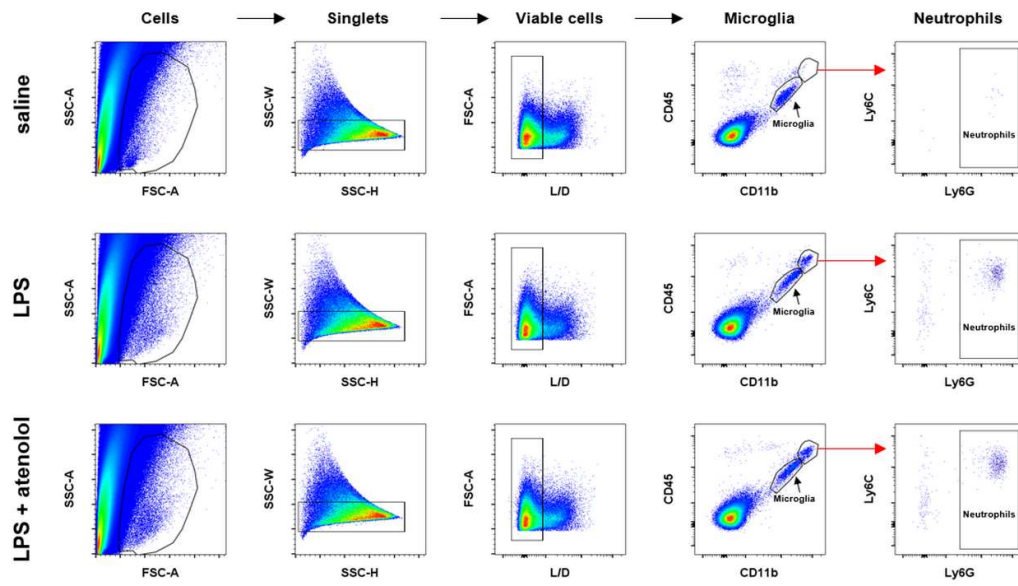 Cells Singlets Viable cells Microglia Neutrophils
saline
SSC-A
FSC-A
SSC-W
SSC-H
FSC-A
L/D
CD45
Microglia
CD11b
Ly6C
Neutrophils
Ly6G
LPS
SSC-A
FSC-A
SSC-W
SSC-H
FSC-A
L/D
CD45
Microglia
CD11b
Ly6C
Neutrophils
Ly6G
LPS + atenolol
SSC-A
FSC-A
SSC-W
SSC-H
FSC-A
L/D
CD45
Microglia
CD11b
Ly6C
Neutrophils
Ly6G